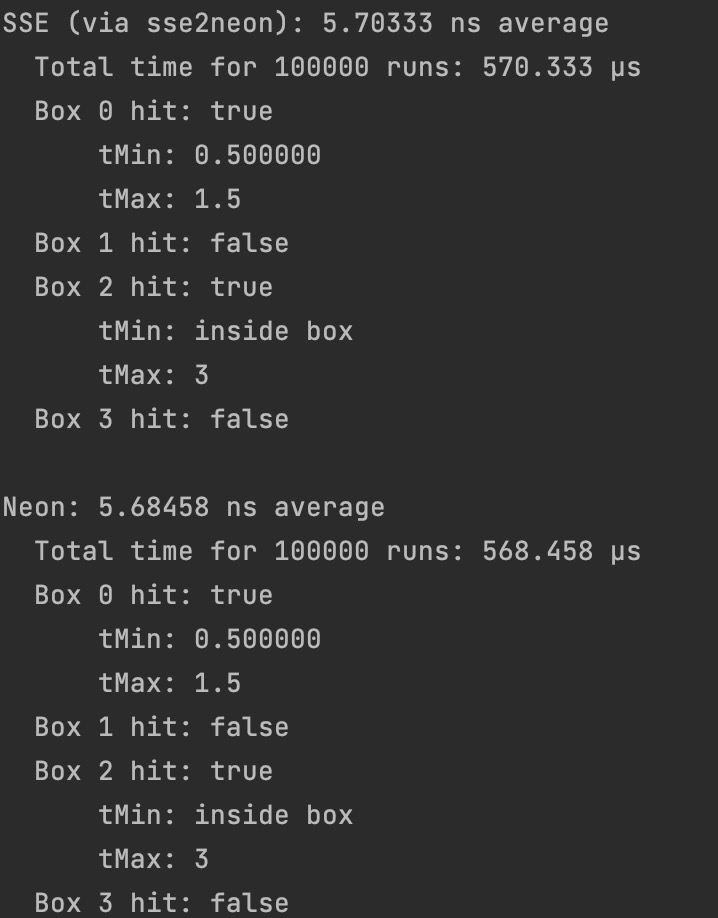 SSE (via sse2neon): 5.70333 ns average
Total time for 100000 runs: 570.333 µs
Box 0 hit: true
tMin: 0.500000
tMax: 1.5
Box 1 hit: false
Box 2 hit: true
tMin: inside box
tMax: 3
Box 3 hit: false
Neon: 5.68458 ns average
Total time for 100000 runs: 568.458 µs
Box 0 hit: true
tMin: 0.500000
tMax: 1.5
Box 1 hit: false
Box 2 hit: true
tMin: inside box
tMax: 3
Box 3 hit: false